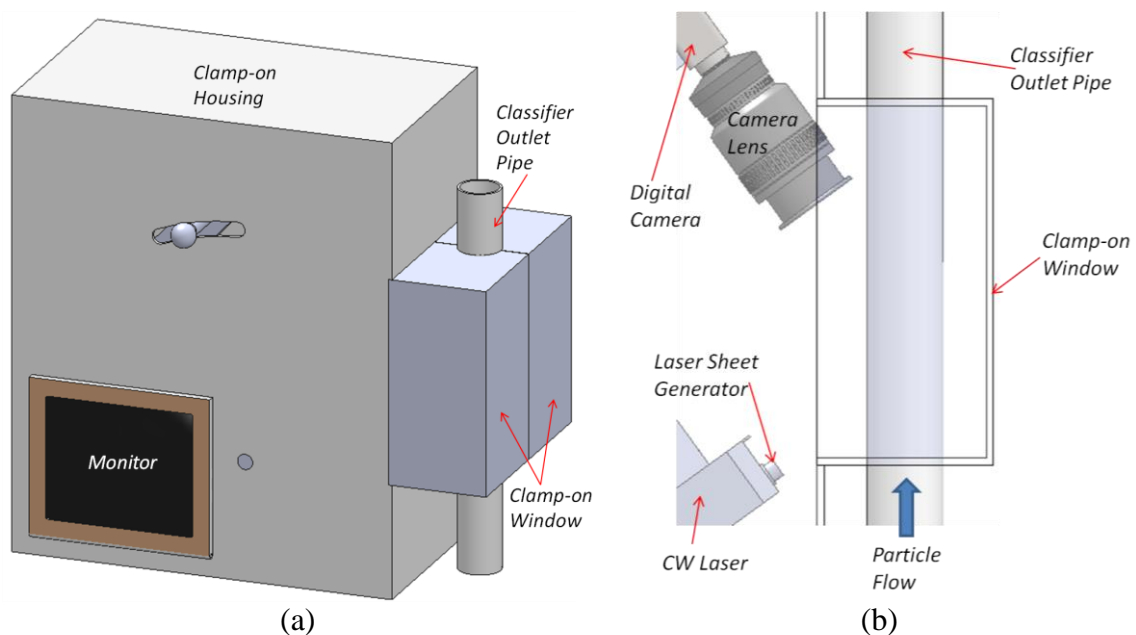 Clamp-on
Housing
Classifier
Outlet
Pipe
Monitor
Clamp-on
Window
(a)
Classifier
Outlet Pipe
Camera
Lens
Digital
Camera
Clamp-on
Window
Laser Sheet
Generator
CW Laser
Particle
Flow
(b)